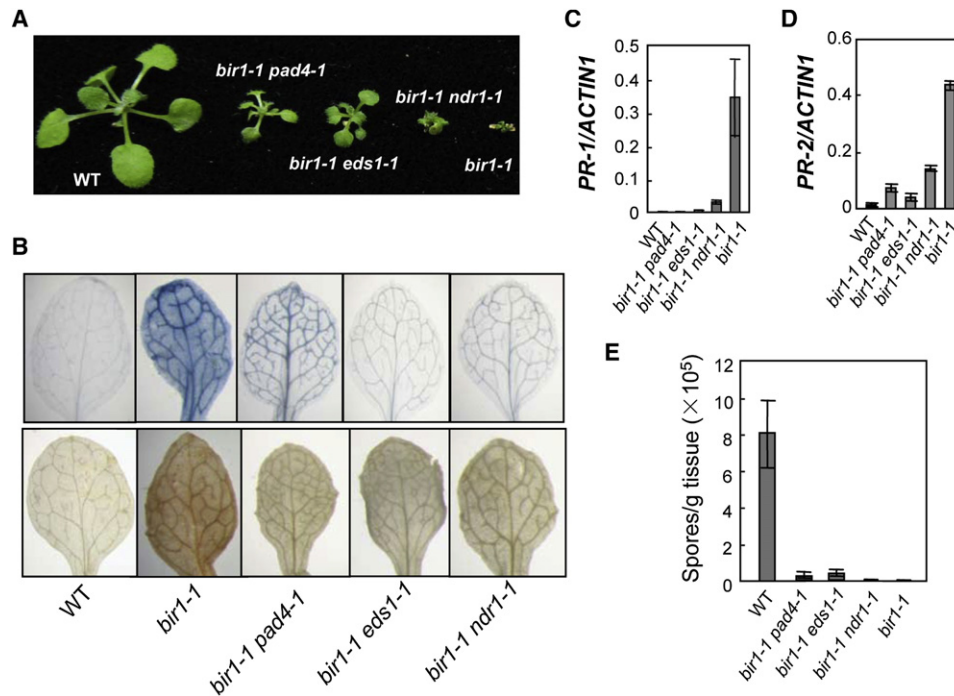 A
WT
bir1-1 pad4-1
bir1-1 eds1-1
bir1-1 ndr1-1
bir1-1
B
WT
bir1-1
bir1-1 pad4-1
bir1-1 eds1-1
bir1-1 ndr1-1
C
PR-1/ACTIN1
0.5
0.4
0.3
0.2
0.1
0
WT
bir1-1 pad4-1
bir1-1 eds1-1
bir1-1 ndr1-1
bir1-1
D
PR-2/ACTIN1
0.6
0.4
0.2
0
WT
bir1-1 pad4-1
bir1-1 eds1-1
bir1-1 ndr1-1
bir1-1
E
Spores/g tissue (×10⁵)
12
10
8
6
4
2
0
WT
bir1-1 pad4-1
bir1-1 eds1-1
bir1-1 ndr1-1
bir1-1